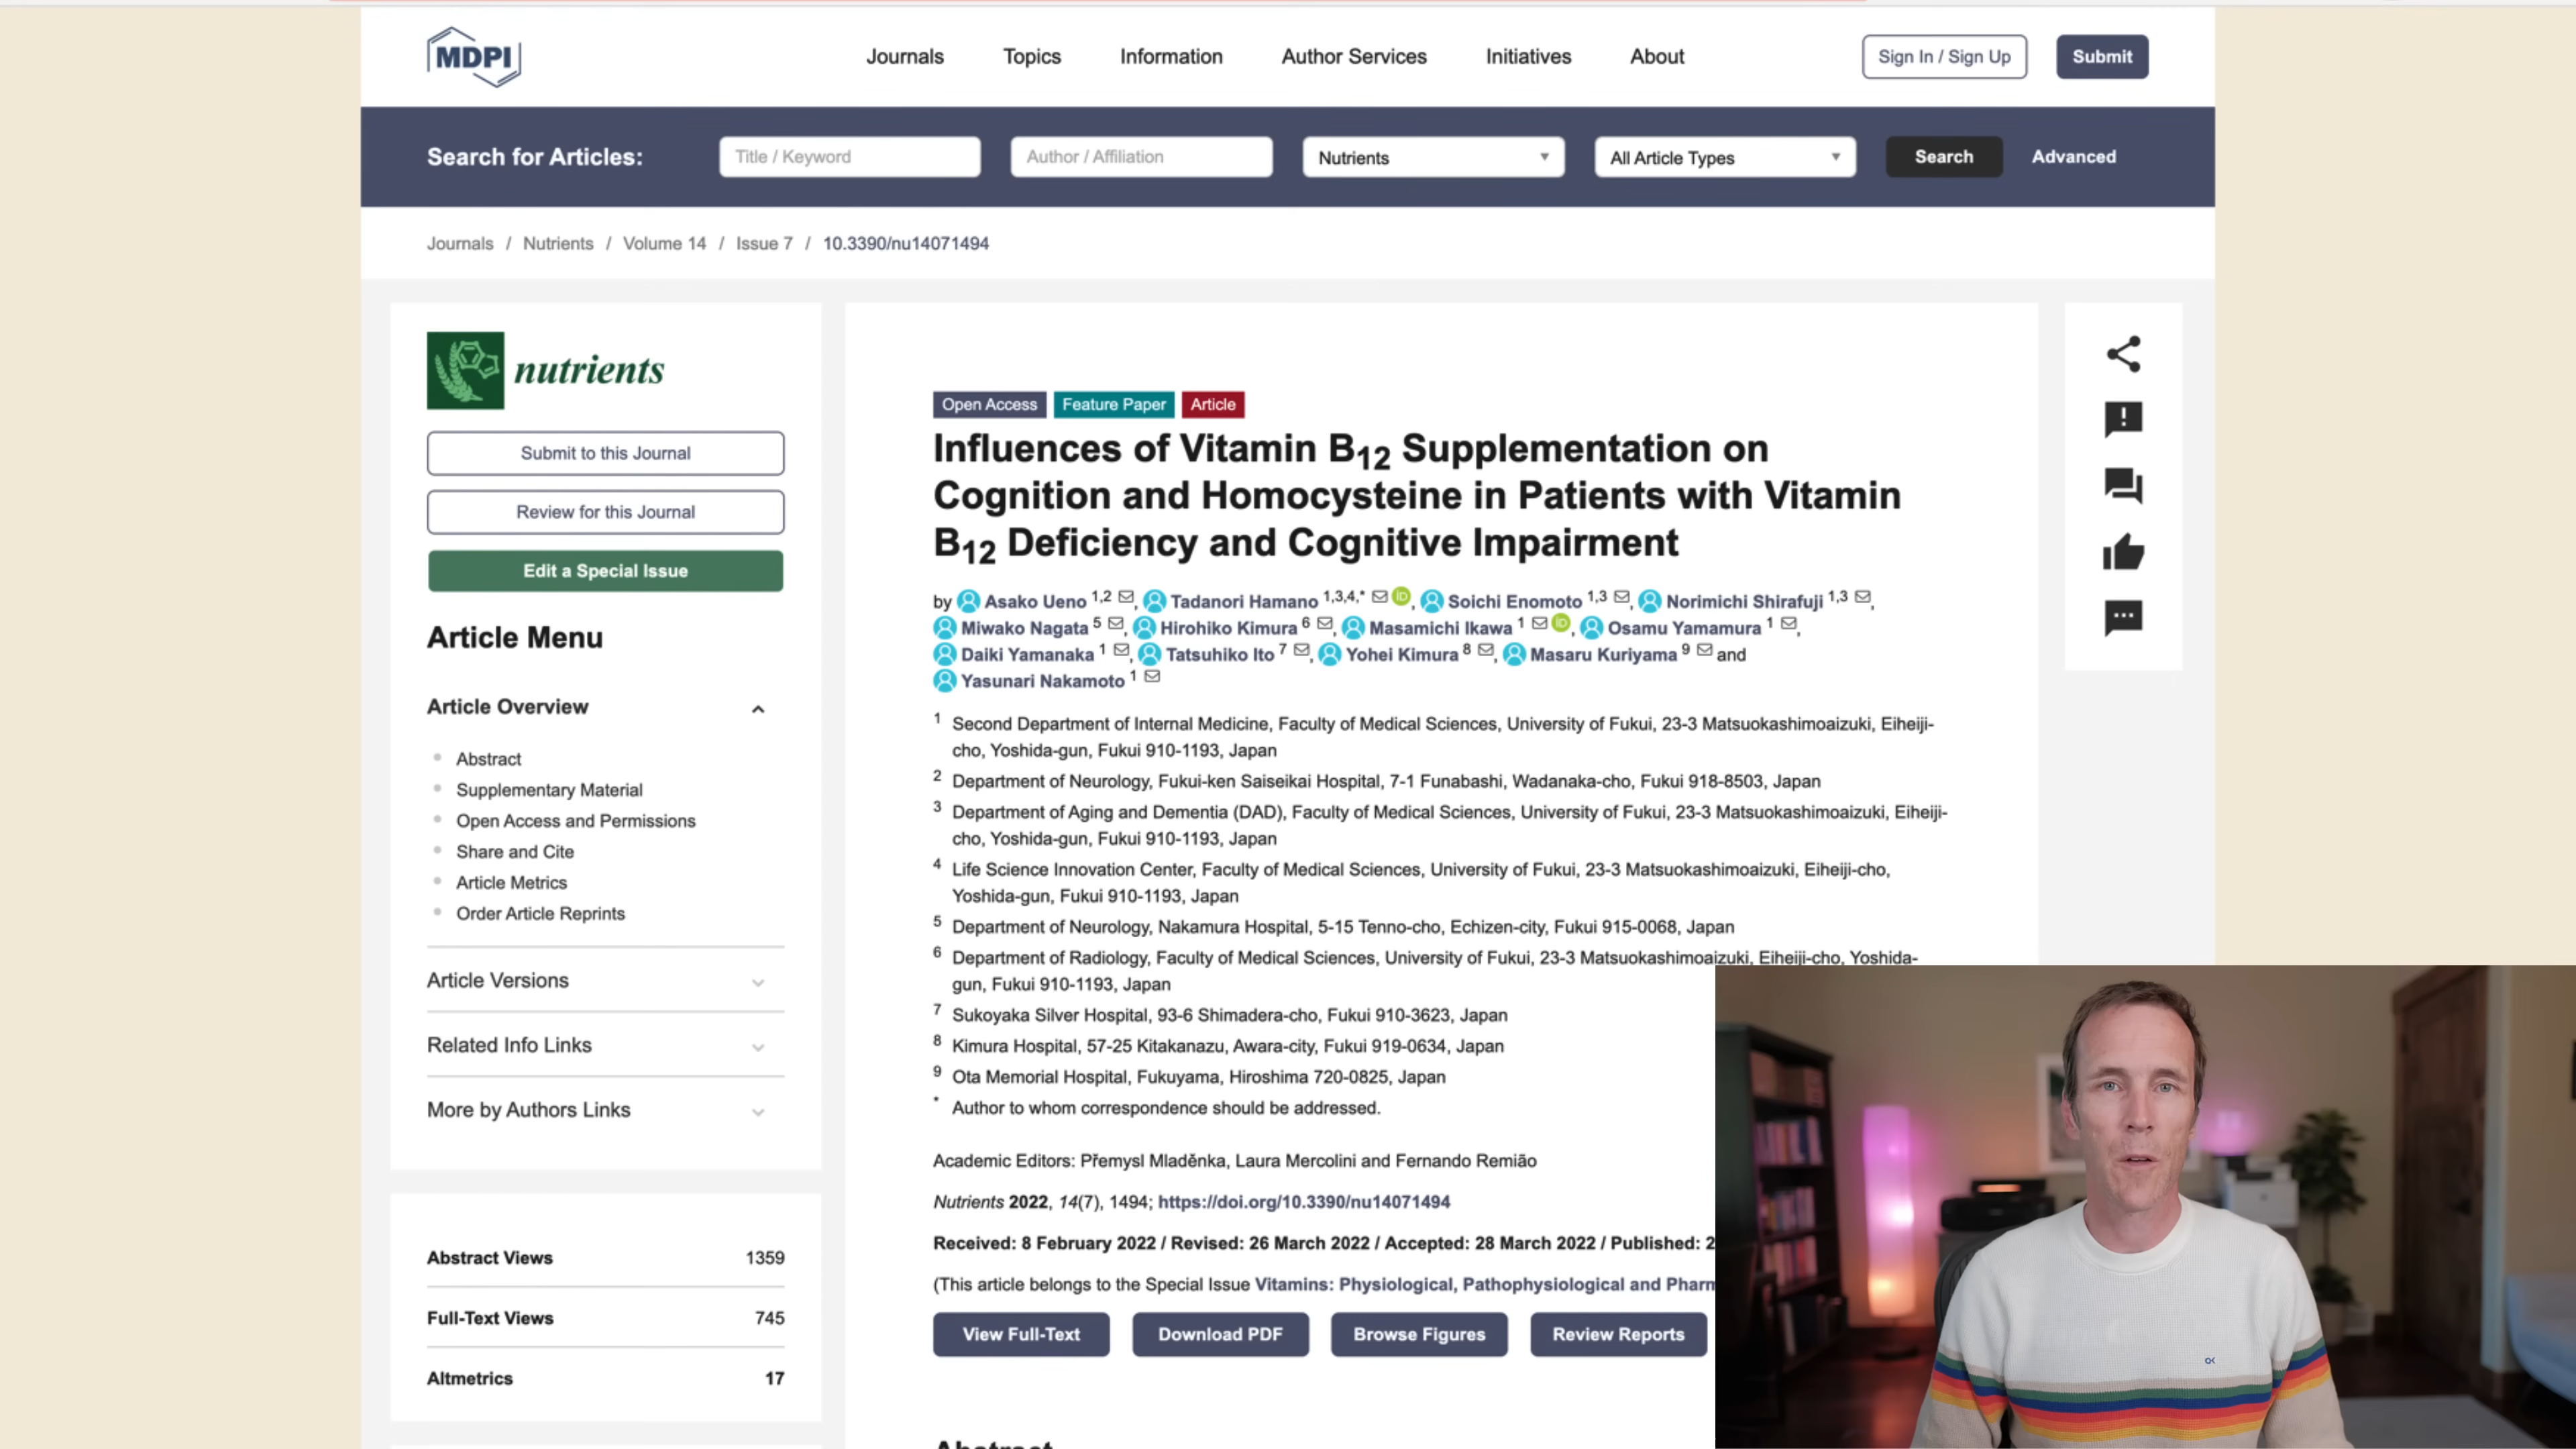 MDPI
Journals Topics Information Author Services Initiatives About Sign In / Sign Up Submit
Search for Articles: Title / Keyword Author / Affiliation Nutrients All Article Types Search Advanced
Journals / Nutrients / Volume 14 / Issue 7 / 10.3390/nu14071494
nutrients
Submit to this Journal
Review for this Journal
Edit a Special Issue
Article Menu
Article Overview
Abstract
Supplementary Material
Open Access and Permissions
Share and Cite
Article Metrics
Order Article Reprints
Article Versions
Related Info Links
More by Authors Links
Abstract Views 1359
Full-Text Views 745
Altmetrics 17
Open Access Feature Paper Article
Influences of Vitamin B12 Supplementation on
Cognition and Homocysteine in Patients with Vitamin
B12 Deficiency and Cognitive Impairment
by Asako Ueno 1,2, Tadanori Hamano 1,3,4,* iD, Soichi Enomoto 1,3, Norimichi Shirafuji 1,3,
Miwako Nagata 5, Hirohiko Kimura 6, Masamichi Ikawa 1 iD, Osamu Yamamura 1,
Daiki Yamanaka 1, Tatsuhiko Ito 7, Yohei Kimura 8, Masaru Kuriyama 9 and
Yasunari Nakamoto 1
1 Second Department of Internal Medicine, Faculty of Medical Sciences, University of Fukui, 23-3 Matsuokashimoaizuki, Eiheiji-
cho, Yoshida-gun, Fukui 910-1193, Japan
2 Department of Neurology, Fukui-ken Saiseikai Hospital, 7-1 Funabashi, Wadanaka-cho, Fukui 918-8503, Japan
3 Department of Aging and Dementia (DAD), Faculty of Medical Sciences, University of Fukui, 23-3 Matsuokashimoaizuki, Eiheiji-
cho, Yoshida-gun, Fukui 910-1193, Japan
4 Life Science Innovation Center, Faculty of Medical Sciences, University of Fukui, 23-3 Matsuokashimoaizuki, Eiheiji-cho,
Yoshida-gun, Fukui 910-1193, Japan
5 Department of Neurology, Nakamura Hospital, 5-15 Tenno-cho, Echizen-city, Fukui 915-0068, Japan
6 Department of Radiology, Faculty of Medical Sciences, University of Fukui, 23-3 Matsuokashimoaizuki, Eiheiji-cho, Yoshida-
gun, Fukui 910-1193, Japan
7 Sukoyaka Silver Hospital, 93-6 Shimadera-cho, Fukui 910-3623, Japan
8 Kimura Hospital, 57-25 Kitakanazu, Awara-city, Fukui 919-0634, Japan
9 Ota Memorial Hospital, Fukuyama, Hiroshima 720-0825, Japan
* Author to whom correspondence should be addressed.
Academic Editors: Přemysl Mladěnka, Laura Mercolini and Fernando Remião
Nutrients 2022, 14(7), 1494; https://doi.org/10.3390/nu14071494
Received: 8 February 2022 / Revised: 26 March 2022 / Accepted: 28 March 2022 / Published: 2
(This article belongs to the Special Issue Vitamins: Physiological, Pathophysiological and Pharm
View Full-Text Download PDF Browse Figures Review Reports
Abstract